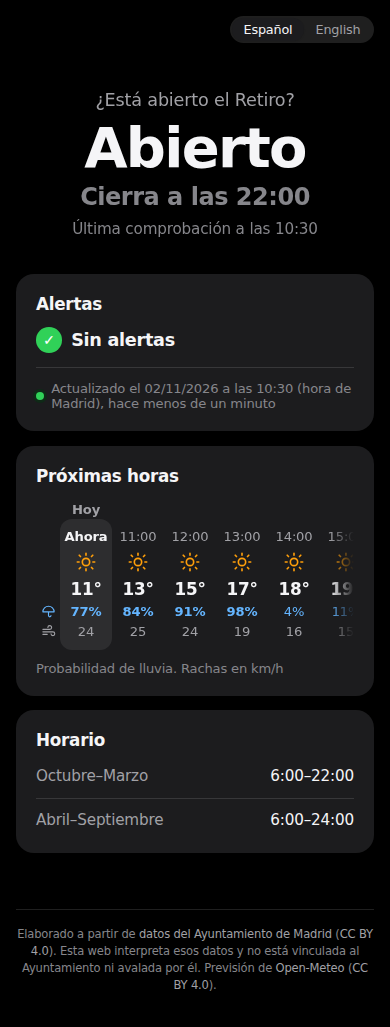 Español English
¿Está abierto el Retiro?
Abierto
Cierra a las 22:00
Última comprobación a las 10:30
Alertas
Sin alertas
Actualizado el 02/11/2026 a las 10:30 (hora de
Madrid), hace menos de un minuto
Próximas horas
Hoy
Ahora 11:00 12:00 13:00 14:00
11° 13° 15° 17° 18°
77% 84% 91% 98% 4%
24 25 24 19 16
Probabilidad de lluvia. Rachas en km/h
Horario
Octubre–Marzo 6:00–22:00
Abril–Septiembre 6:00–24:00
Elaborado a partir de datos del Ayuntamiento de Madrid (CC BY
4.0). Esta web interpreta esos datos y no está vinculada al
Ayuntamiento ni avalada por él. Previsión de Open-Meteo (CC
BY 4.0).